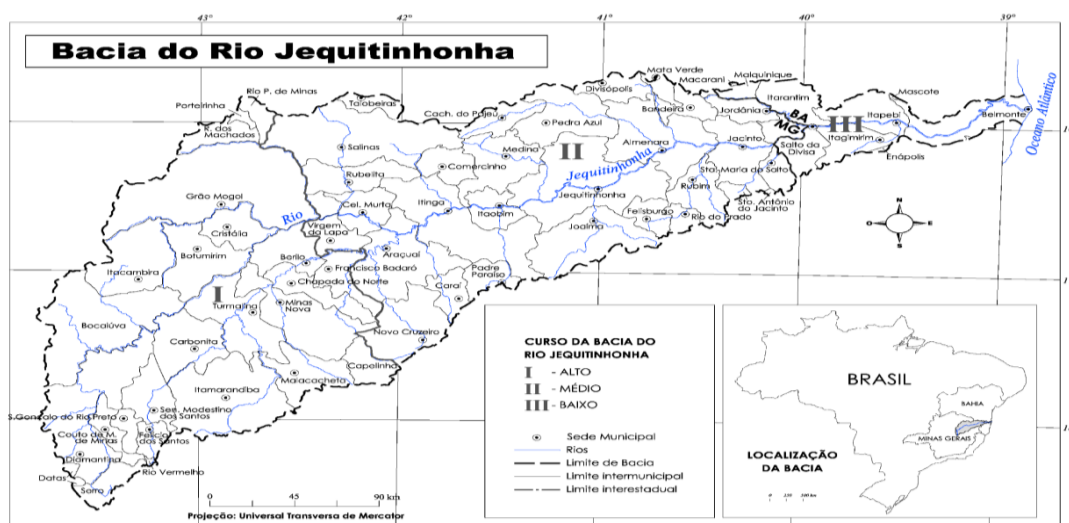 43°
42°
41°
40°
39°
Bacia do Rio Jequitinhonha
Rio P. de Minas
Porteirinha
R. dos
Machados
Taiobeiras
Divisópolis
Mata Verde
Macarani
Maiquinique
Itarantim
Mascote
Cach. do Pajeú
Pedra Azul
Bandeira
Jordânia
BA
MG
III
Itapebi
Belmonte
Oceano Atlântico
Salinas
Medina
II
Almenara
Jacinto
Salto da
Divisa
Itagimirim
Enápolis
Comercinho
Jequitinhonha
Sta. Maria do Salto
Rubelita
Jequitinhonha
Rubim
Sto. Antônio
do Jacinto
Grão Mogal
Rio
Cel. Murta
Itinga
Itaobim
Felisburgo
Rio do Prado
Cristália
Virgem
da Lapa
Joaíma
Botumirim
Berilo
Araçuaí
Itacambira
Francisco Badaró
Padre
Paraíso
Chapada do Norte
Caraí
I
Turmalina
Minas
Nova
Bocaiúva
Novo Cruzeiro
Carbonita
Capelinha
Malacacheta
Itamarandiba
S.Gonçalo do Rio Preto
Sen. Modestino
dos Santos
Couto de M.
de Minas
Felício
dos Santos
Diamantina
Rio Vermelho
Datas
Serro
N
O
E
S
CURSO DA BACIA DO
RIO JEQUITINHONHA
I - ALTO
II - MÉDIO
III - BAIXO
Sede Municipal
Rios
Limite de Bacia
Limite intermunicipal
Limite interestadual
0 45 90 km
Projeção: Universal Transversa de Mercator
BRASIL
BAHIA
MINAS GERAIS
LOCALIZAÇÃO
DA BACIA